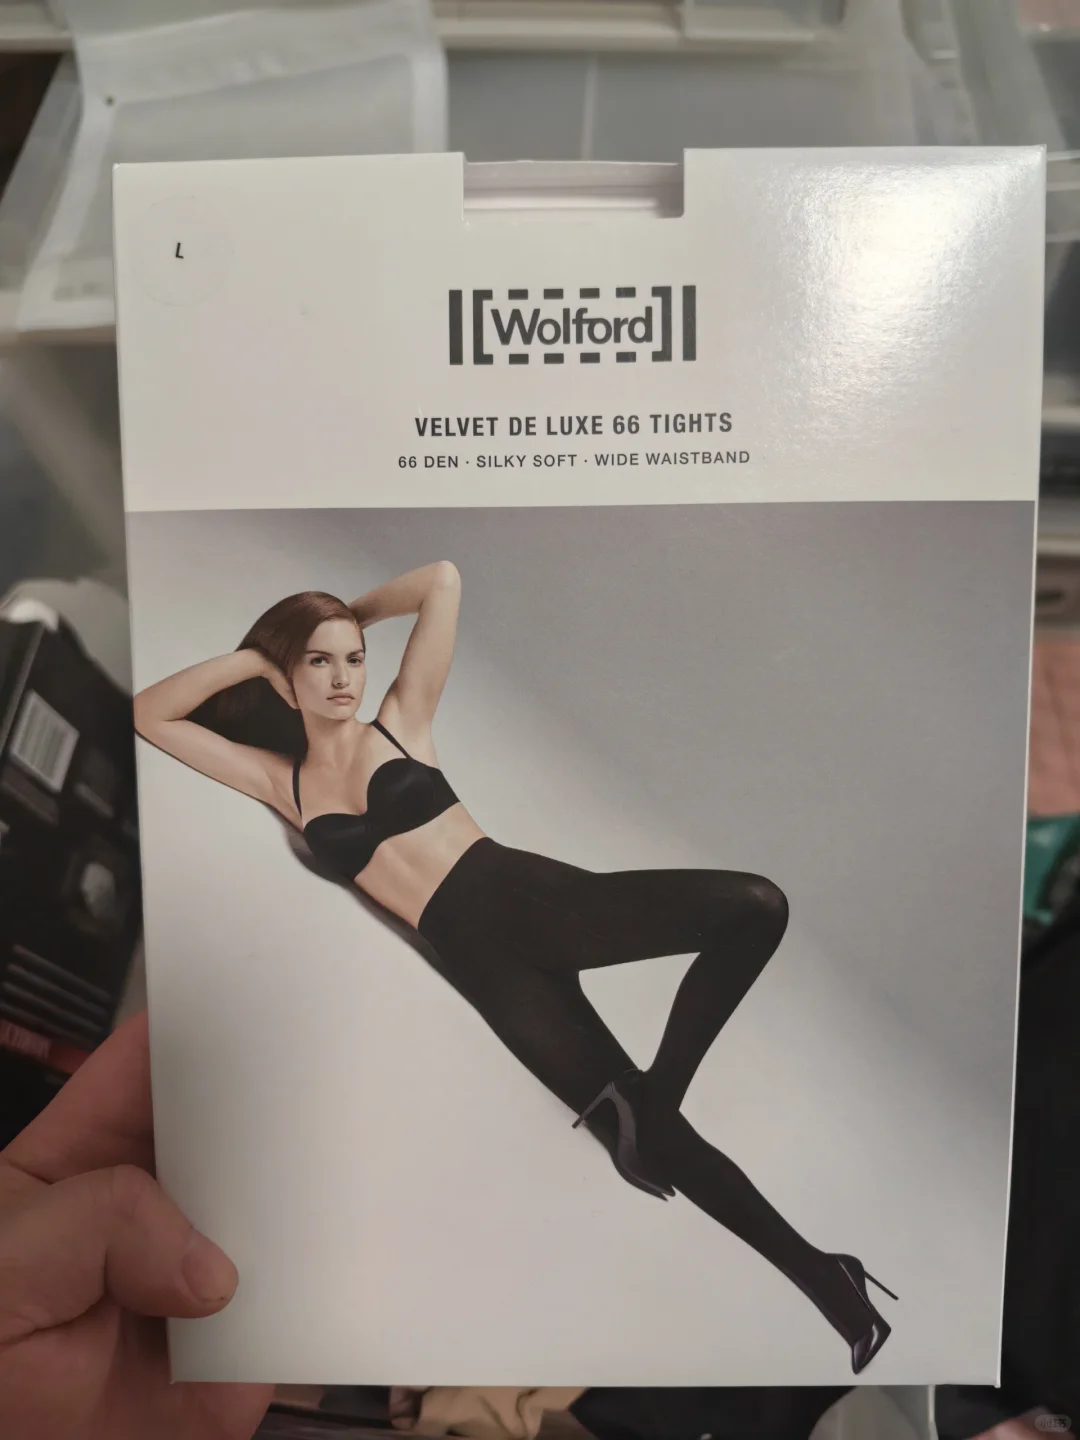 L
Wolford
VELVET DE LUXE 66 TIGHTS
66 DEN · SILKY SOFT · WIDE WAISTBAND